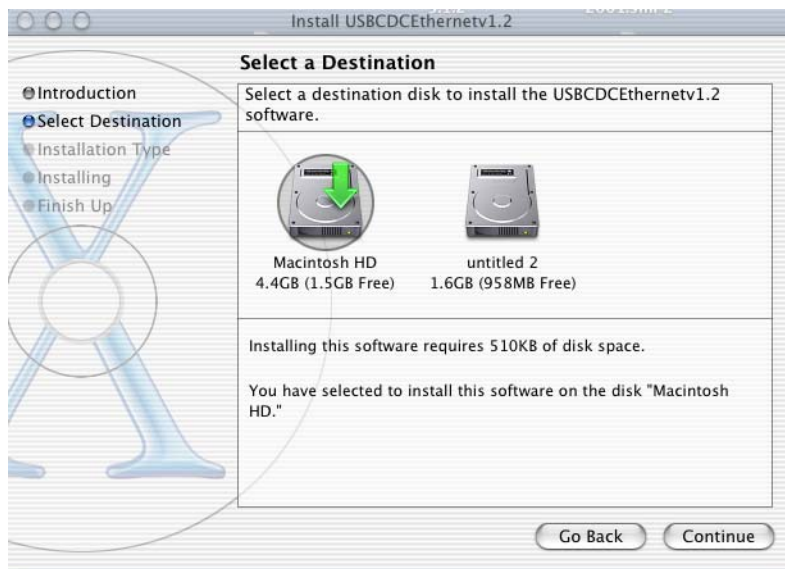 Install USBCDCEthernetv1.2
Select a Destination
Introduction
Select Destination
Installation Type
Installing
Finish Up
Select a destination disk to install the USBCDCEthernetv1.2
software.
Macintosh HD
4.4GB (1.5GB Free)
untitled 2
1.6GB (958MB Free)
Installing this software requires 510KB of disk space.
You have selected to install this software on the disk "Macintosh
HD."
Go Back
Continue